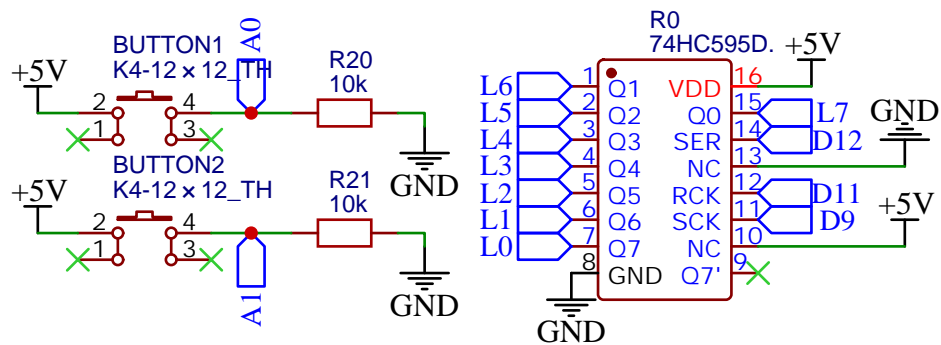 BUTTON1
K4-12×12_TH
+5V
2
4
1
3
A0
R20
10k
GND
BUTTON2
K4-12×12_TH
+5V
2
4
1
3
A1
R21
10k
GND
R0
74HC595D.
+5V
L6 1 Q1 VDD 16
L5 2 Q2 Q0 15 L7
L4 3 Q3 SER 14 D12
L3 4 Q4 NC 13 GND
L2 5 Q5 RCK 12 D11
L1 6 Q6 SCK 11 D9
L0 7 Q7 NC 10 +5V
8 GND Q7' 9
GND